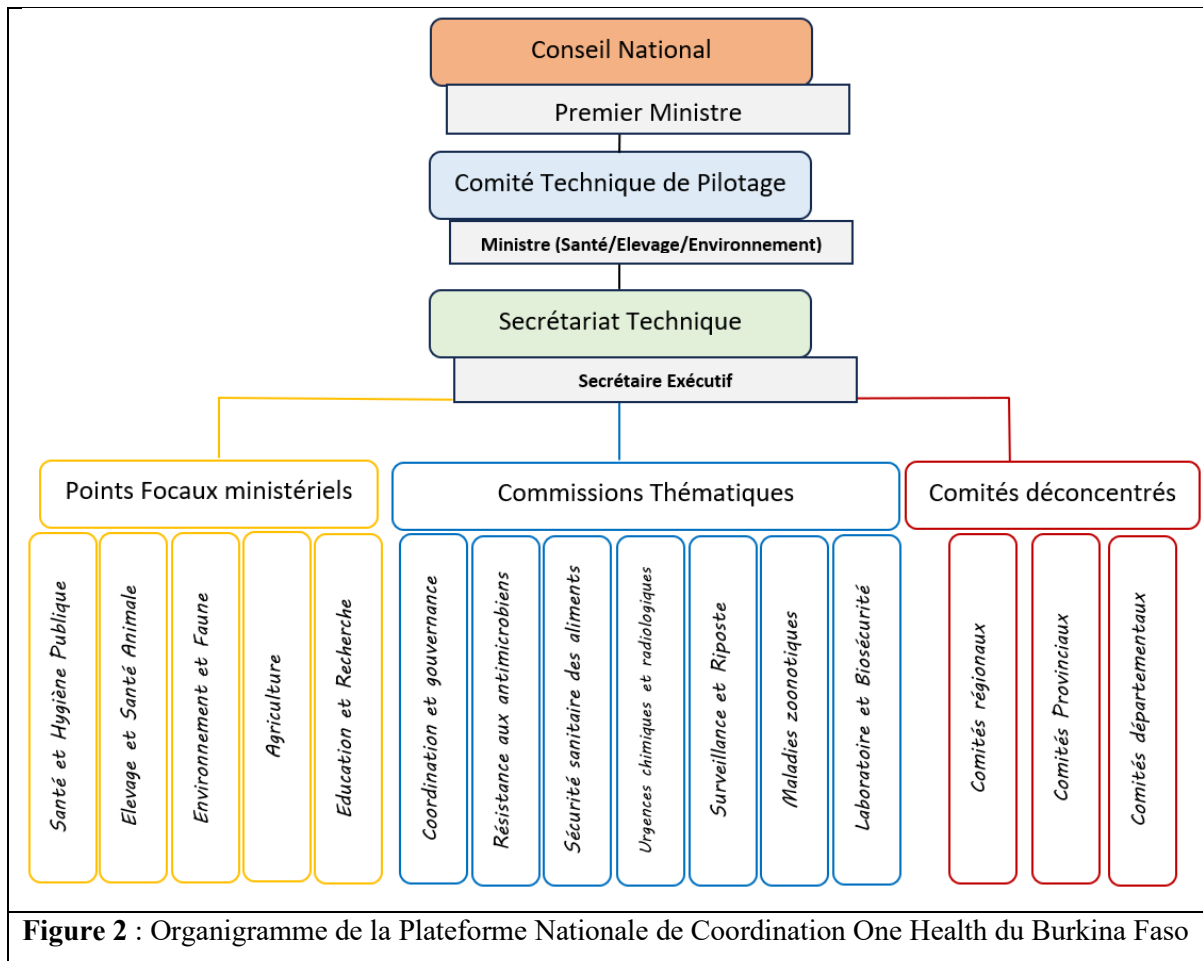 Conseil National
Premier Ministre
Comité Technique de Pilotage
Ministre (Santé/Elevage/Environnement)
Secrétariat Technique
Secrétaire Exécutif
Points Focaux ministériels
Santé et Hygiène Publique
Elevage et Santé Animale
Environnement et Faune
Agriculture
Education et Recherche
Commissions Thématiques
Coordination et gouvernance
Résistance aux antimicrobiens
Sécurité sanitaire des aliments
Urgences chimiques et radiologiques
Surveillance et Riposte
Maladies zoonotiques
Laboratoire et Biosécurité
Comités déconcentrés
Comités régionaux
Comités Provinciaux
Comités départementaux
Figure 2 : Organigramme de la Plateforme Nationale de Coordination One Health du Burkina Faso